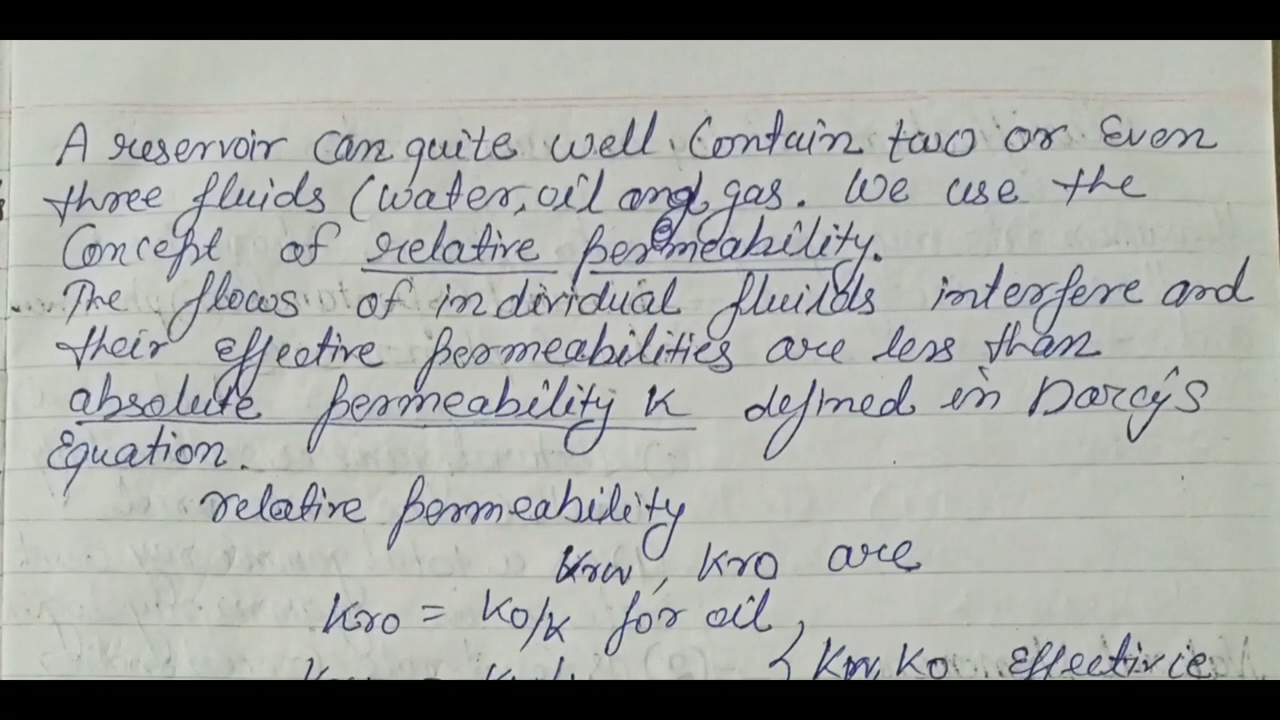 A reservoir can quite well contain two or even
three fluids (water, oil and gas. We use the
Concept of relative permeability.
The flows of individual fluids interfere and
their effective permeabilities are less than
absolute permeability K defined in Darcy's
Equation.
relative permeability
Krw, Kro are
Kro = Ko/K for oil,
Kw, Ko effective